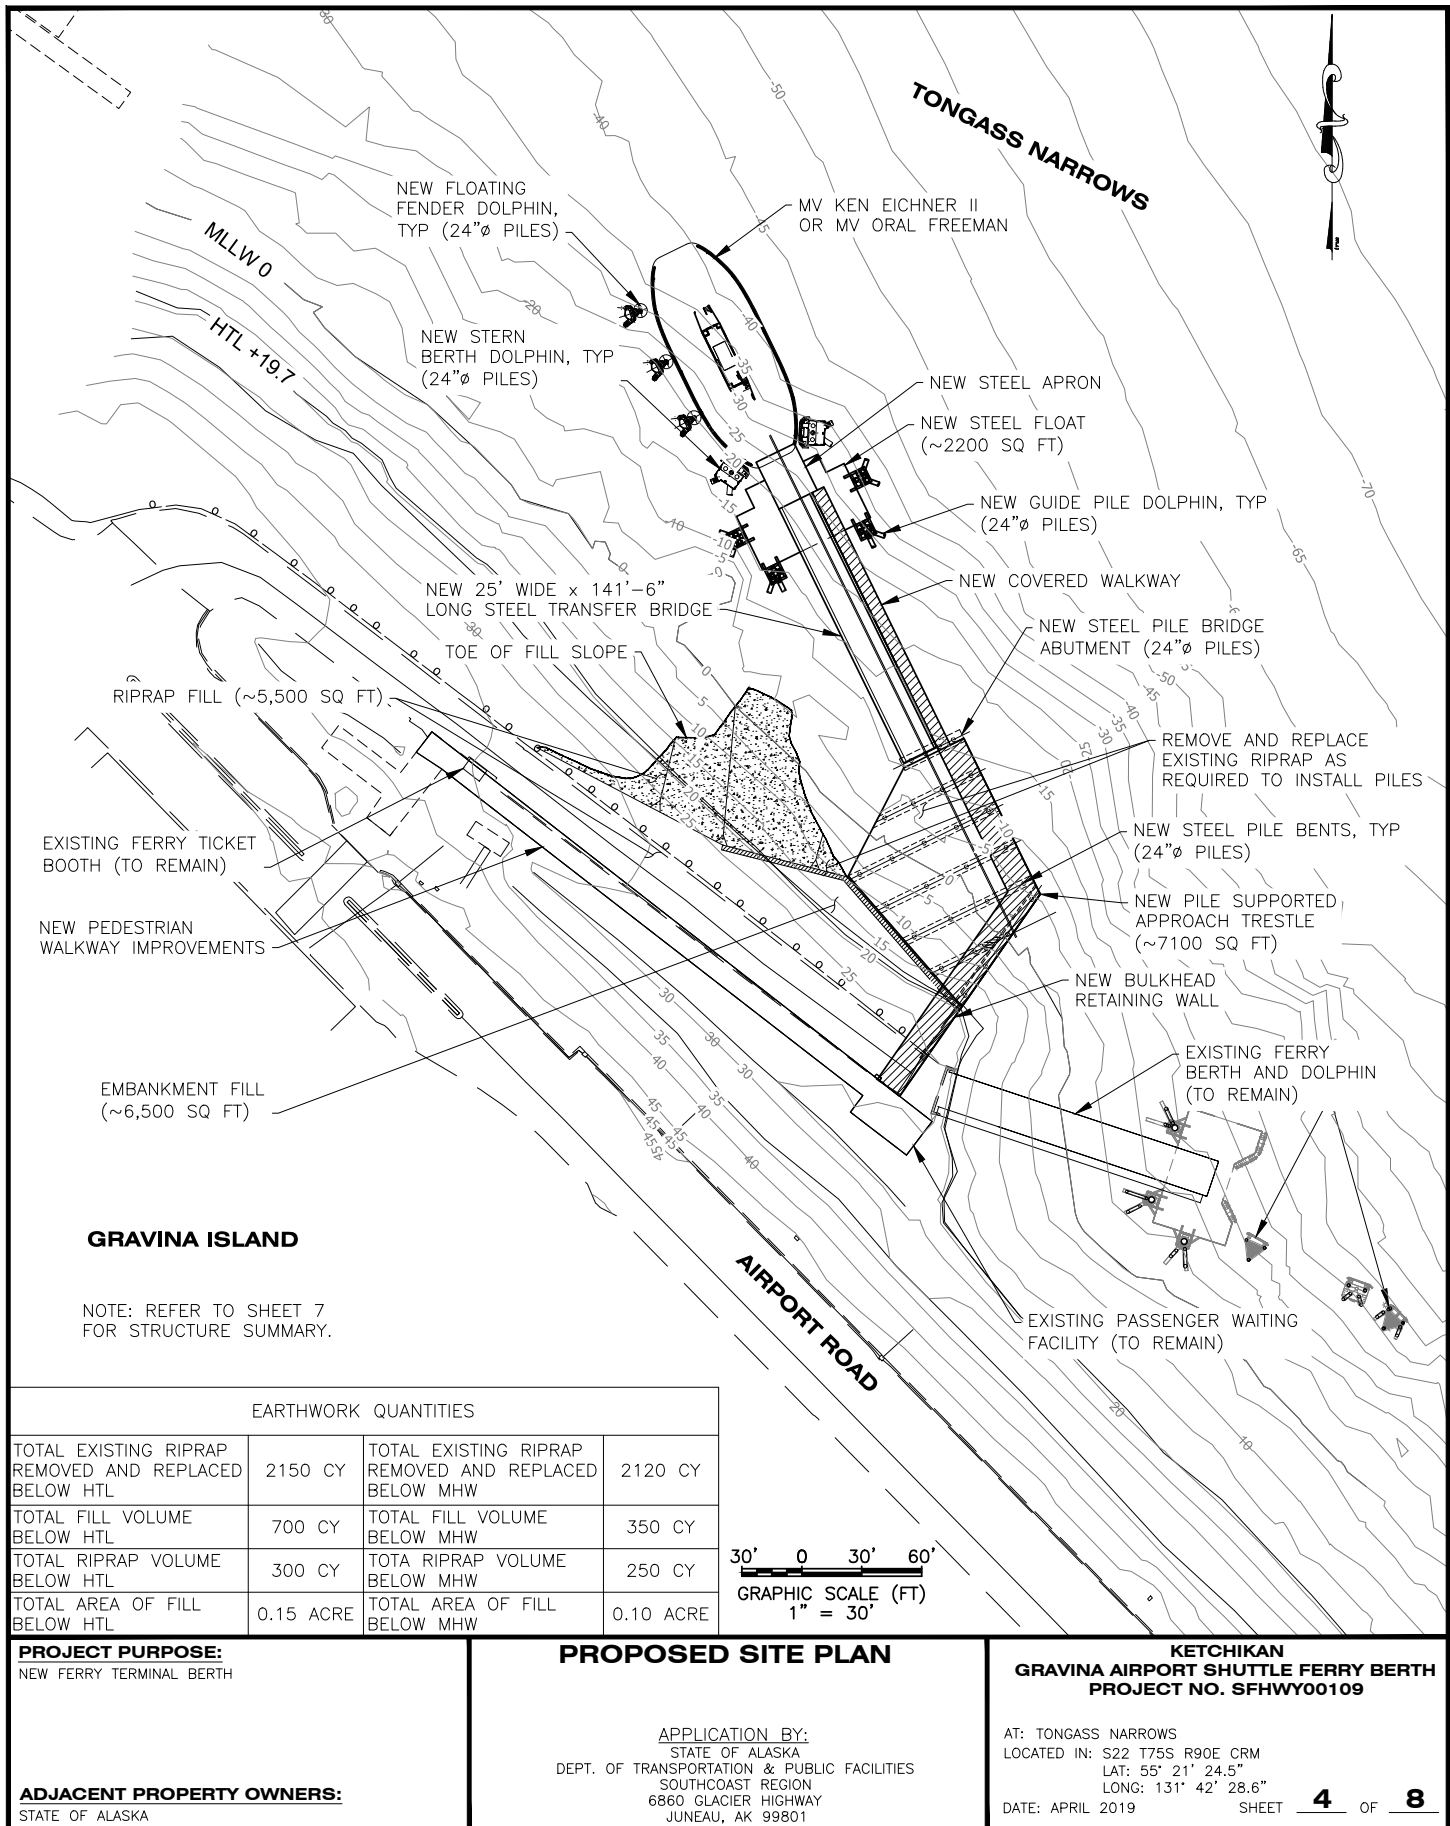 TONGASS NARROWS
NEW FLOATING
FENDER DOLPHIN,
TYP (24"ø PILES)
MV KEN EICHNER II
OR MV ORAL FREEMAN
MLLW 0
HTL +19.7
NEW STERN
BERTH DOLPHIN, TYP
(24"ø PILES)
NEW STEEL APRON
NEW STEEL FLOAT
(~2200 SQ FT)
NEW GUIDE PILE DOLPHIN, TYP
(24"ø PILES)
NEW 25' WIDE x 141'-6"
LONG STEEL TRANSFER BRIDGE
NEW COVERED WALKWAY
TOE OF FILL SLOPE
NEW STEEL PILE BRIDGE
ABUTMENT (24"ø PILES)
RIPRAP FILL (~5,500 SQ FT)
REMOVE AND REPLACE
EXISTING RIPRAP AS
REQUIRED TO INSTALL PILES
EXISTING FERRY TICKET
BOOTH (TO REMAIN)
NEW STEEL PILE BENTS, TYP
(24"ø PILES)
NEW PEDESTRIAN
WALKWAY IMPROVEMENTS
NEW PILE SUPPORTED
APPROACH TRESTLE
(~7100 SQ FT)
NEW BULKHEAD
RETAINING WALL
EMBANKMENT FILL
(~6,500 SQ FT)
EXISTING FERRY
BERTH AND DOLPHIN
(TO REMAIN)
GRAVINA ISLAND
AIRPORT ROAD
NOTE: REFER TO SHEET 7
FOR STRUCTURE SUMMARY.
EXISTING PASSENGER WAITING
FACILITY (TO REMAIN)
EARTHWORK QUANTITIES
TOTAL EXISTING RIPRAP
REMOVED AND REPLACED
BELOW HTL
2150 CY
TOTAL EXISTING RIPRAP
REMOVED AND REPLACED
BELOW MHW
2120 CY
TOTAL FILL VOLUME
BELOW HTL
700 CY
TOTAL FILL VOLUME
BELOW MHW
350 CY
TOTAL RIPRAP VOLUME
BELOW HTL
300 CY
TOTA RIPRAP VOLUME
BELOW MHW
250 CY
TOTAL AREA OF FILL
BELOW HTL
0.15 ACRE
TOTAL AREA OF FILL
BELOW MHW
0.10 ACRE
30' 0 30' 60'
GRAPHIC SCALE (FT)
1" = 30'
PROJECT PURPOSE:
NEW FERRY TERMINAL BERTH
ADJACENT PROPERTY OWNERS:
STATE OF ALASKA
PROPOSED SITE PLAN
APPLICATION BY:
STATE OF ALASKA
DEPT. OF TRANSPORTATION & PUBLIC FACILITIES
SOUTHCOAST REGION
6860 GLACIER HIGHWAY
JUNEAU, AK 99801
KETCHIKAN
GRAVINA AIRPORT SHUTTLE FERRY BERTH
PROJECT NO. SFHWY00109
AT: TONGASS NARROWS
LOCATED IN: S22 T75S R90E CRM
LAT: 55° 21' 24.5"
LONG: 131° 42' 28.6"
DATE: APRIL 2019
SHEET 4 OF 8